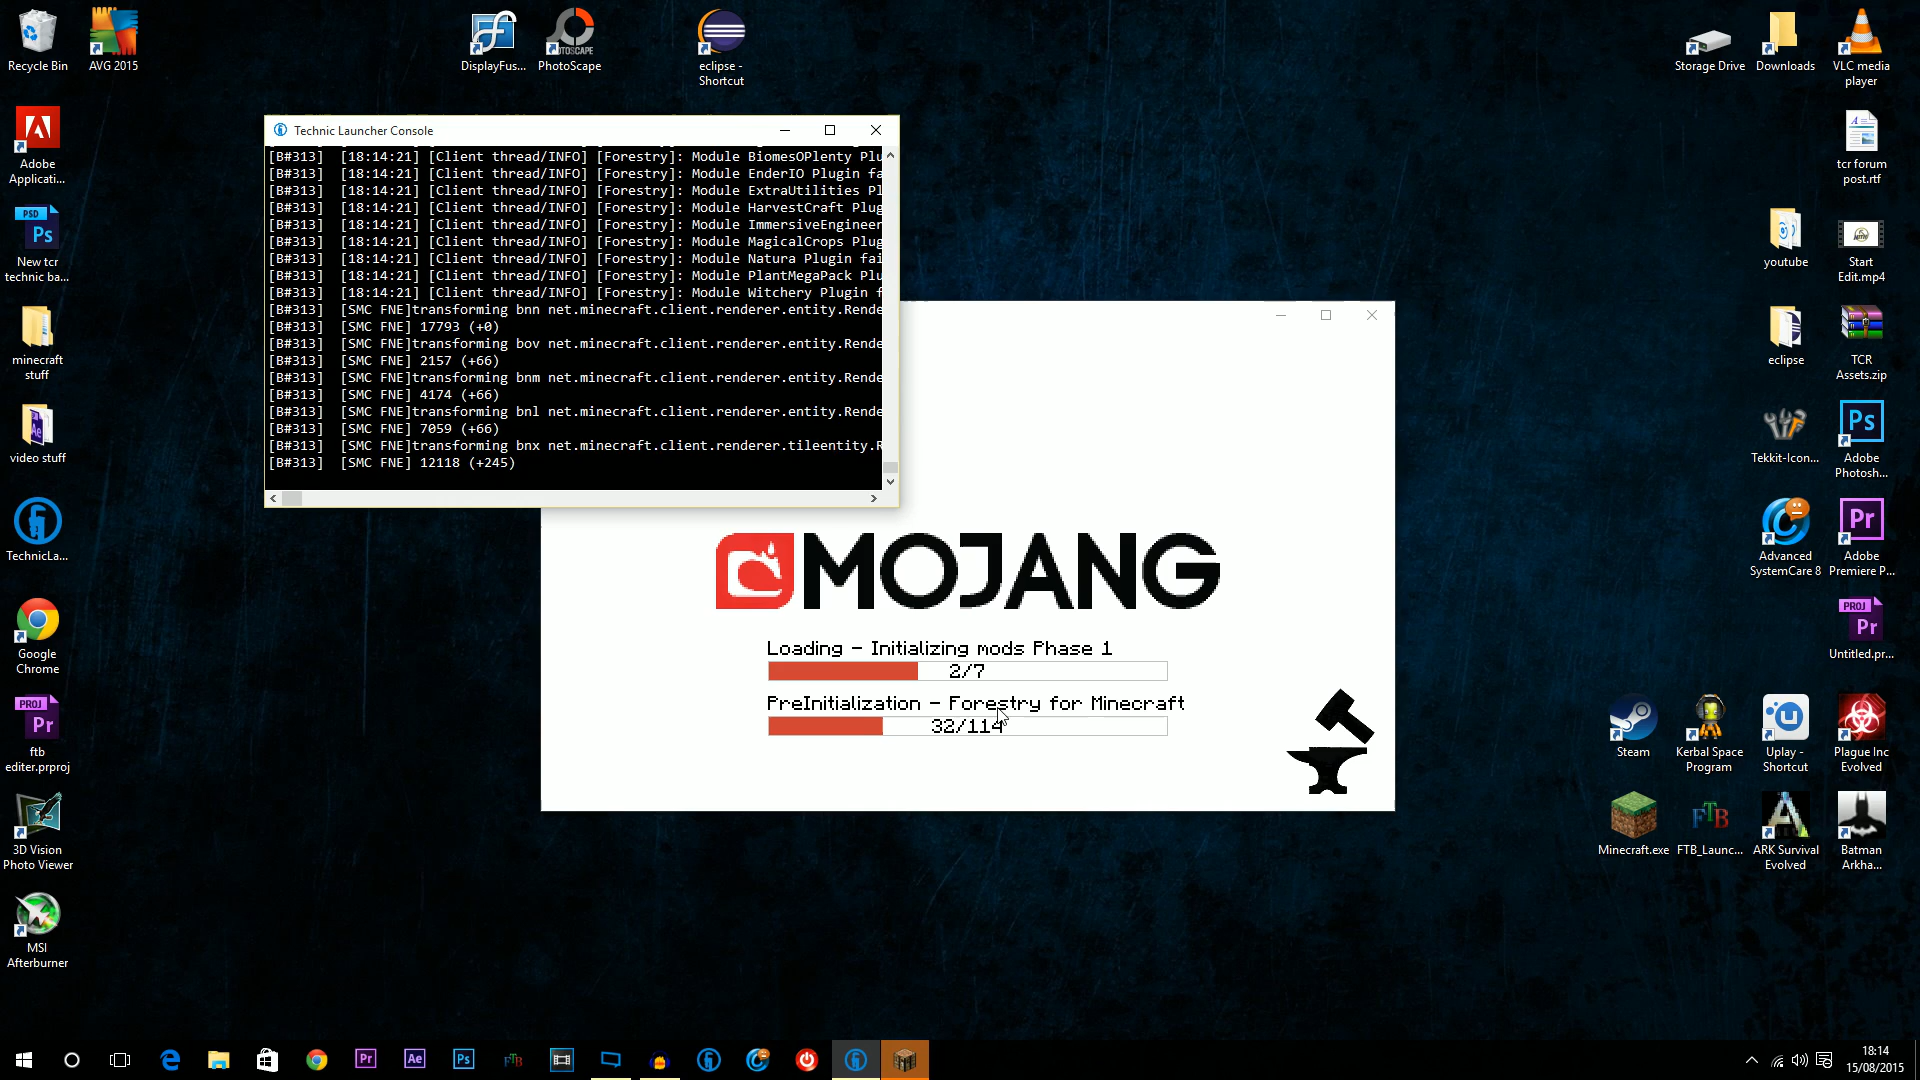 Recycle Bin
AVG 2015
DisplayFus...
PhotoScape
eclipse -
Shortcut
Storage Drive
Downloads
VLC media
player
Adobe
Applicati...
tcr forum
post.rtf
PSD
Ps
New tcr
technic ba...
youtube
Start
Edit.mp4
minecraft
stuff
eclipse
TCR
Assets.zip
Ae
video stuff
Tekkit-Icon...
Ps
Adobe
Photosh...
TechnicLa...
Advanced
SystemCare 8
Pr
Adobe
Premiere P...
Google
Chrome
PROJ
Pr
Untitled.pr...
PROJ
Pr
ftb
editer.prproj
Steam
Kerbal Space
Program
Uplay -
Shortcut
Plague Inc
Evolved
3D Vision
Photo Viewer
Minecraft.exe
FTB
FTB_Launc...
ARK Survival
Evolved
Batman
Arkha...
MSI
Afterburner
Technic Launcher Console
[B#313] [18:14:21] [Client thread/INFO] [Forestry]: Module BiomesOPlenty Plu
[B#313] [18:14:21] [Client thread/INFO] [Forestry]: Module EnderIO Plugin fa
[B#313] [18:14:21] [Client thread/INFO] [Forestry]: Module ExtraUtilities Pl
[B#313] [18:14:21] [Client thread/INFO] [Forestry]: Module HarvestCraft Plug
[B#313] [18:14:21] [Client thread/INFO] [Forestry]: Module ImmersiveEngineer
[B#313] [18:14:21] [Client thread/INFO] [Forestry]: Module MagicalCrops Plug
[B#313] [18:14:21] [Client thread/INFO] [Forestry]: Module Natura Plugin fai
[B#313] [18:14:21] [Client thread/INFO] [Forestry]: Module PlantMegaPack Plu
[B#313] [18:14:21] [Client thread/INFO] [Forestry]: Module Witchery Plugin f
[B#313] [SMC FNE]transforming bnn net.minecraft.client.renderer.entity.Rende
[B#313] [SMC FNE] 17793 (+0)
[B#313] [SMC FNE]transforming bov net.minecraft.client.renderer.entity.Rende
[B#313] [SMC FNE] 2157 (+66)
[B#313] [SMC FNE]transforming bnm net.minecraft.client.renderer.entity.Rende
[B#313] [SMC FNE] 4174 (+66)
[B#313] [SMC FNE]transforming bnl net.minecraft.client.renderer.entity.Rende
[B#313] [SMC FNE] 7059 (+66)
[B#313] [SMC FNE]transforming bnx net.minecraft.client.renderer.tileentity.R
[B#313] [SMC FNE] 12118 (+245)
MOJANG
Loading - Initializing mods Phase 1
2/7
PreInitialization - Forestry for Minecraft
32/114
Pr
Ae
Ps
FTB
18:14
15/08/2015